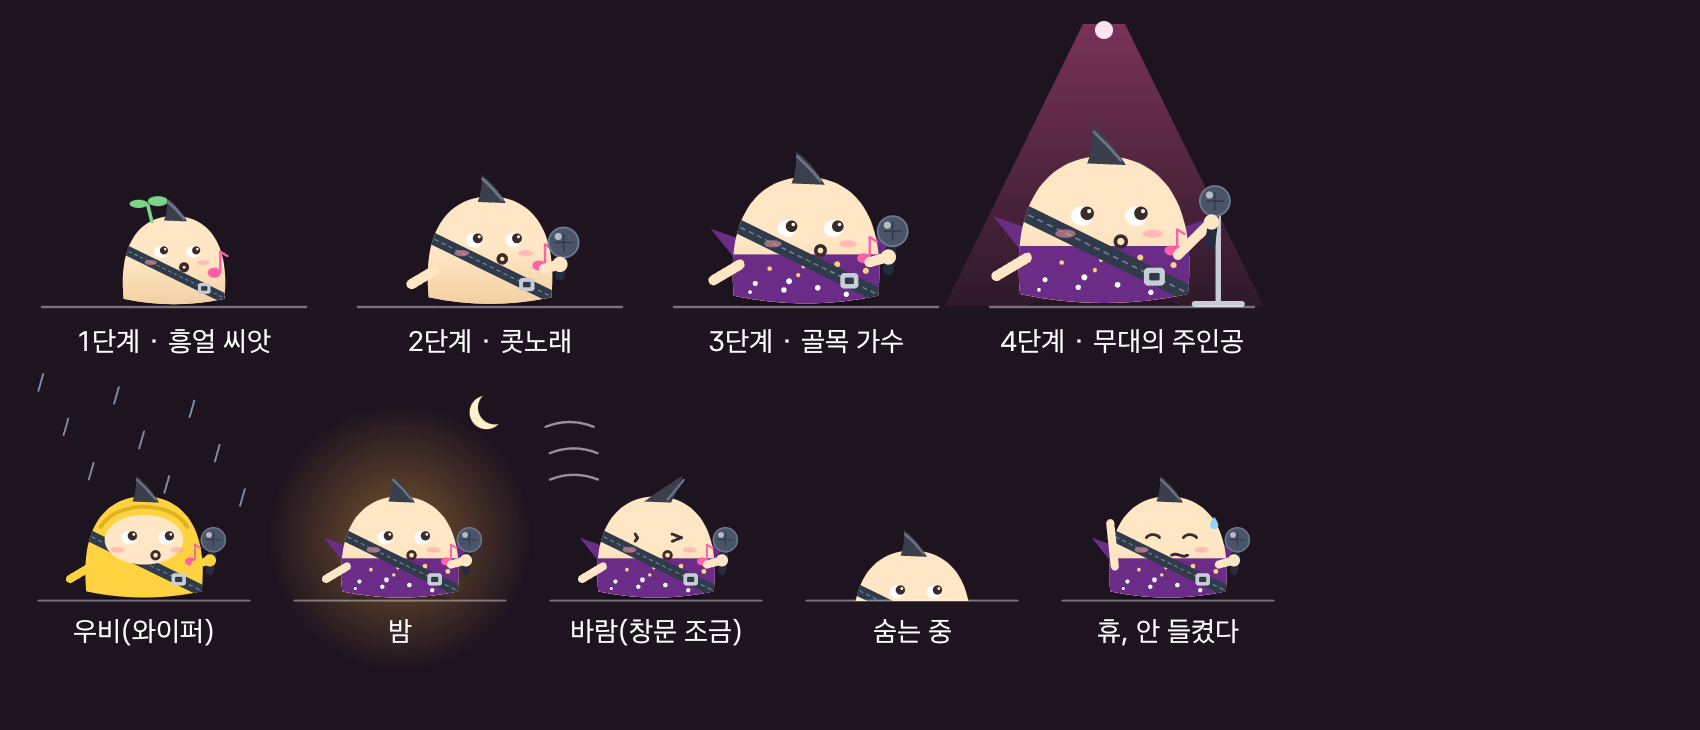 1단계 · 흥얼 씨앗
2단계 · 콧노래
3단계 · 골목 가수
4단계 · 무대의 주인공
우비(와이퍼)
밤
바람(창문 조금)
숨는 중
휴, 안 들켰다